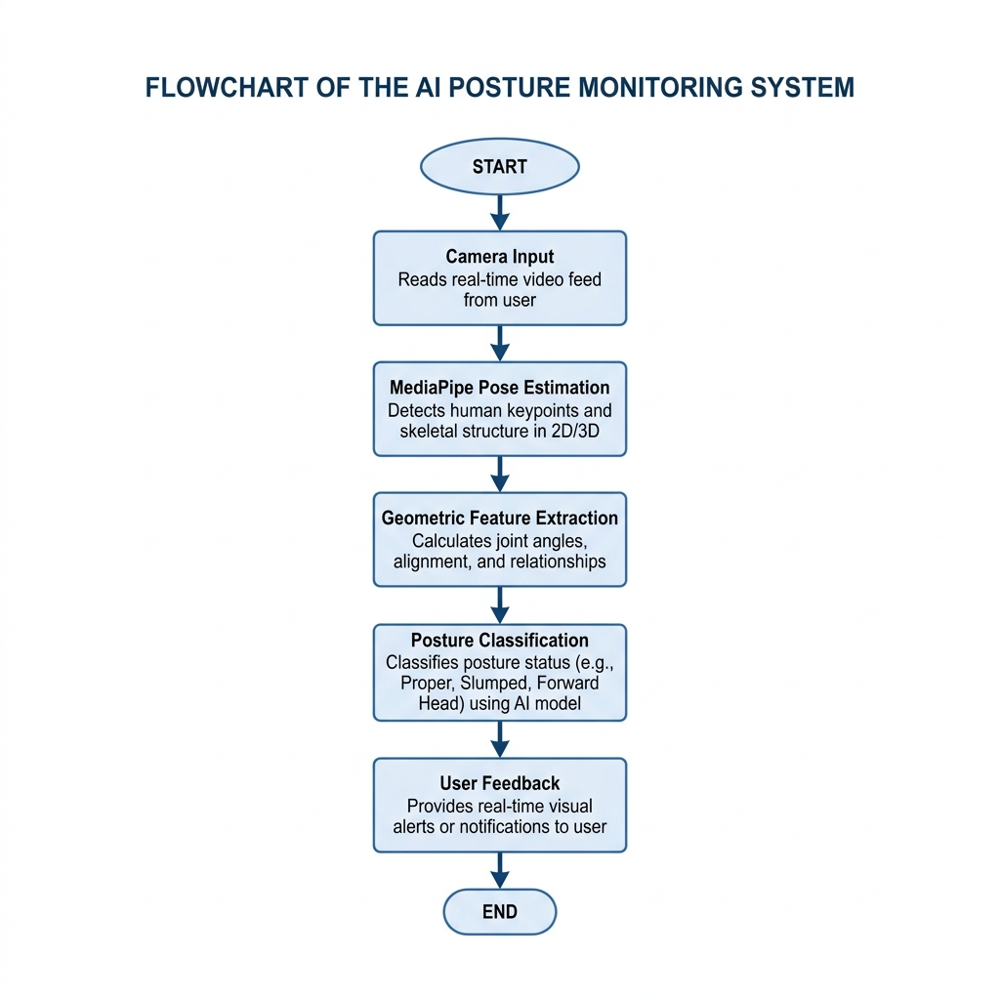 FLOWCHART OF THE AI POSTURE MONITORING SYSTEM
START
Camera Input
Reads real-time video feed
from user
MediaPipe Pose Estimation
Detects human keypoints and
skeletal structure in 2D/3D
Geometric Feature Extraction
Calculates joint angles,
alignment, and relationships
Posture Classification
Classifies posture status (e.g.,
Proper, Slumped, Forward
Head) using AI model
User Feedback
Provides real-time visual
alerts or notifications to user
END